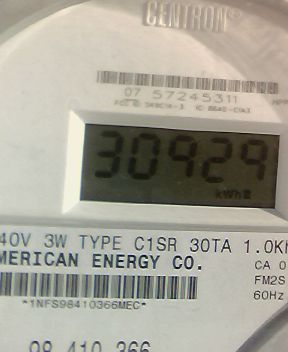 CENTRON®
07 57245311
30929
kWh
40V 3W TYPE C1SR 30TA 1.0K
MERICAN ENERGY CO.
CA 0
FM2S
60Hz
*1NFS98410366MEC*
98 410 366